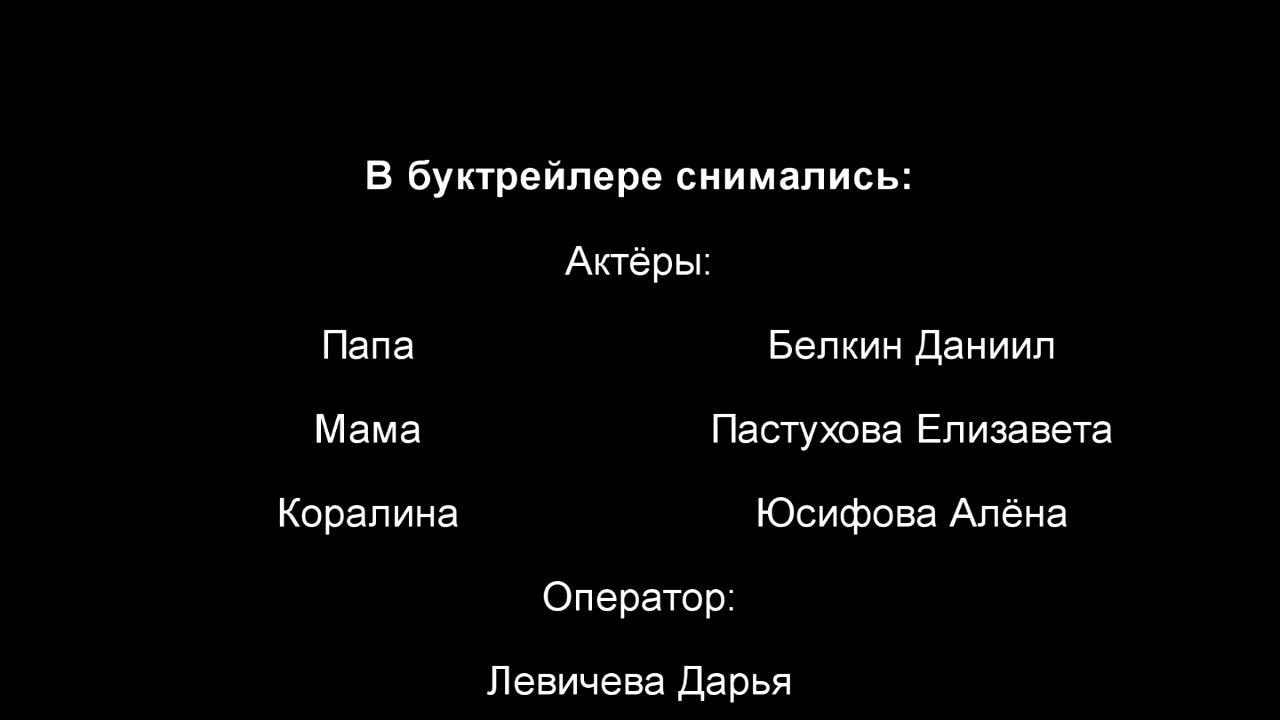 В буктрейлере снимались:
Актёры:
Папа Белкин Даниил
Мама Пастухова Елизавета
Коралина Юсифова Алёна
Оператор:
Левичева Дарья